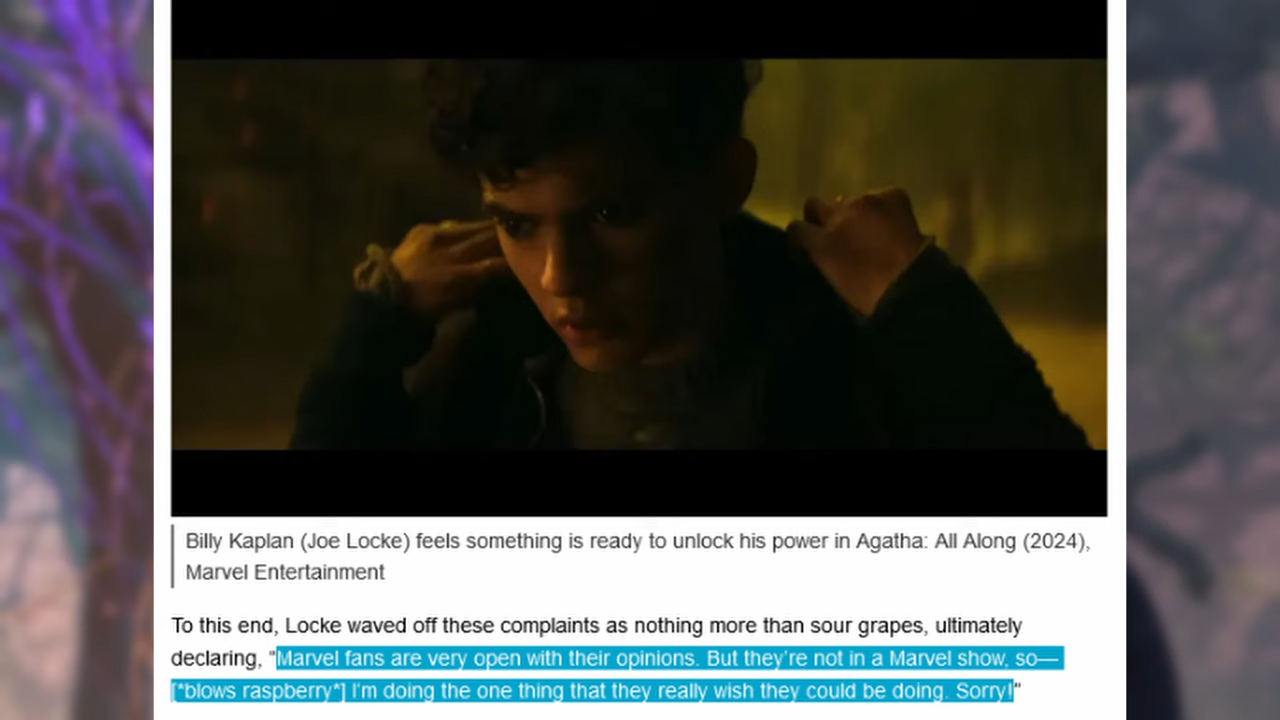 Billy Kaplan (Joe Locke) feels something is ready to unlock his power in Agatha: All Along (2024),
Marvel Entertainment
To this end, Locke waved off these complaints as nothing more than sour grapes, ultimately
declaring, "Marvel fans are very open with their opinions. But they're not in a Marvel show, so—
[*blows raspberry*] I'm doing the one thing that they really wish they could be doing. Sorry!"